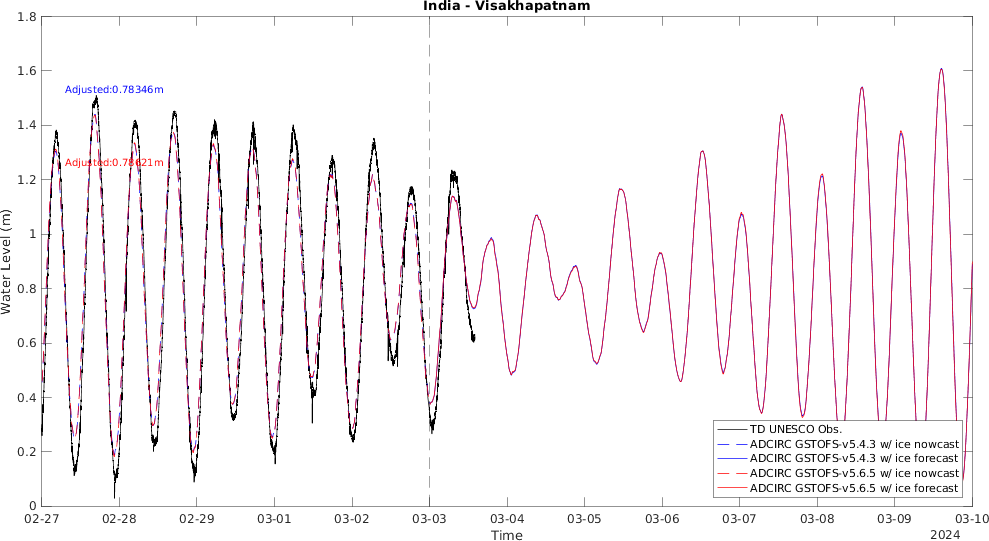 India - Visakhapatnam
1.8
1.6
1.4
1.2
1
0.8
0.6
0.4
0.2
0
Water Level (m)
Adjusted:0.78346m
Adjusted:0.78621m
TD UNESCO Obs.
ADCIRC GSTOFS-v5.4.3 w/ ice nowcast
ADCIRC GSTOFS-v5.4.3 w/ ice forecast
ADCIRC GSTOFS-v5.6.5 w/ ice nowcast
ADCIRC GSTOFS-v5.6.5 w/ ice forecast
02-27 02-28 02-29 03-01 03-02 03-03 03-04 03-05 03-06 03-07 03-08 03-09 03-10
Time
2024